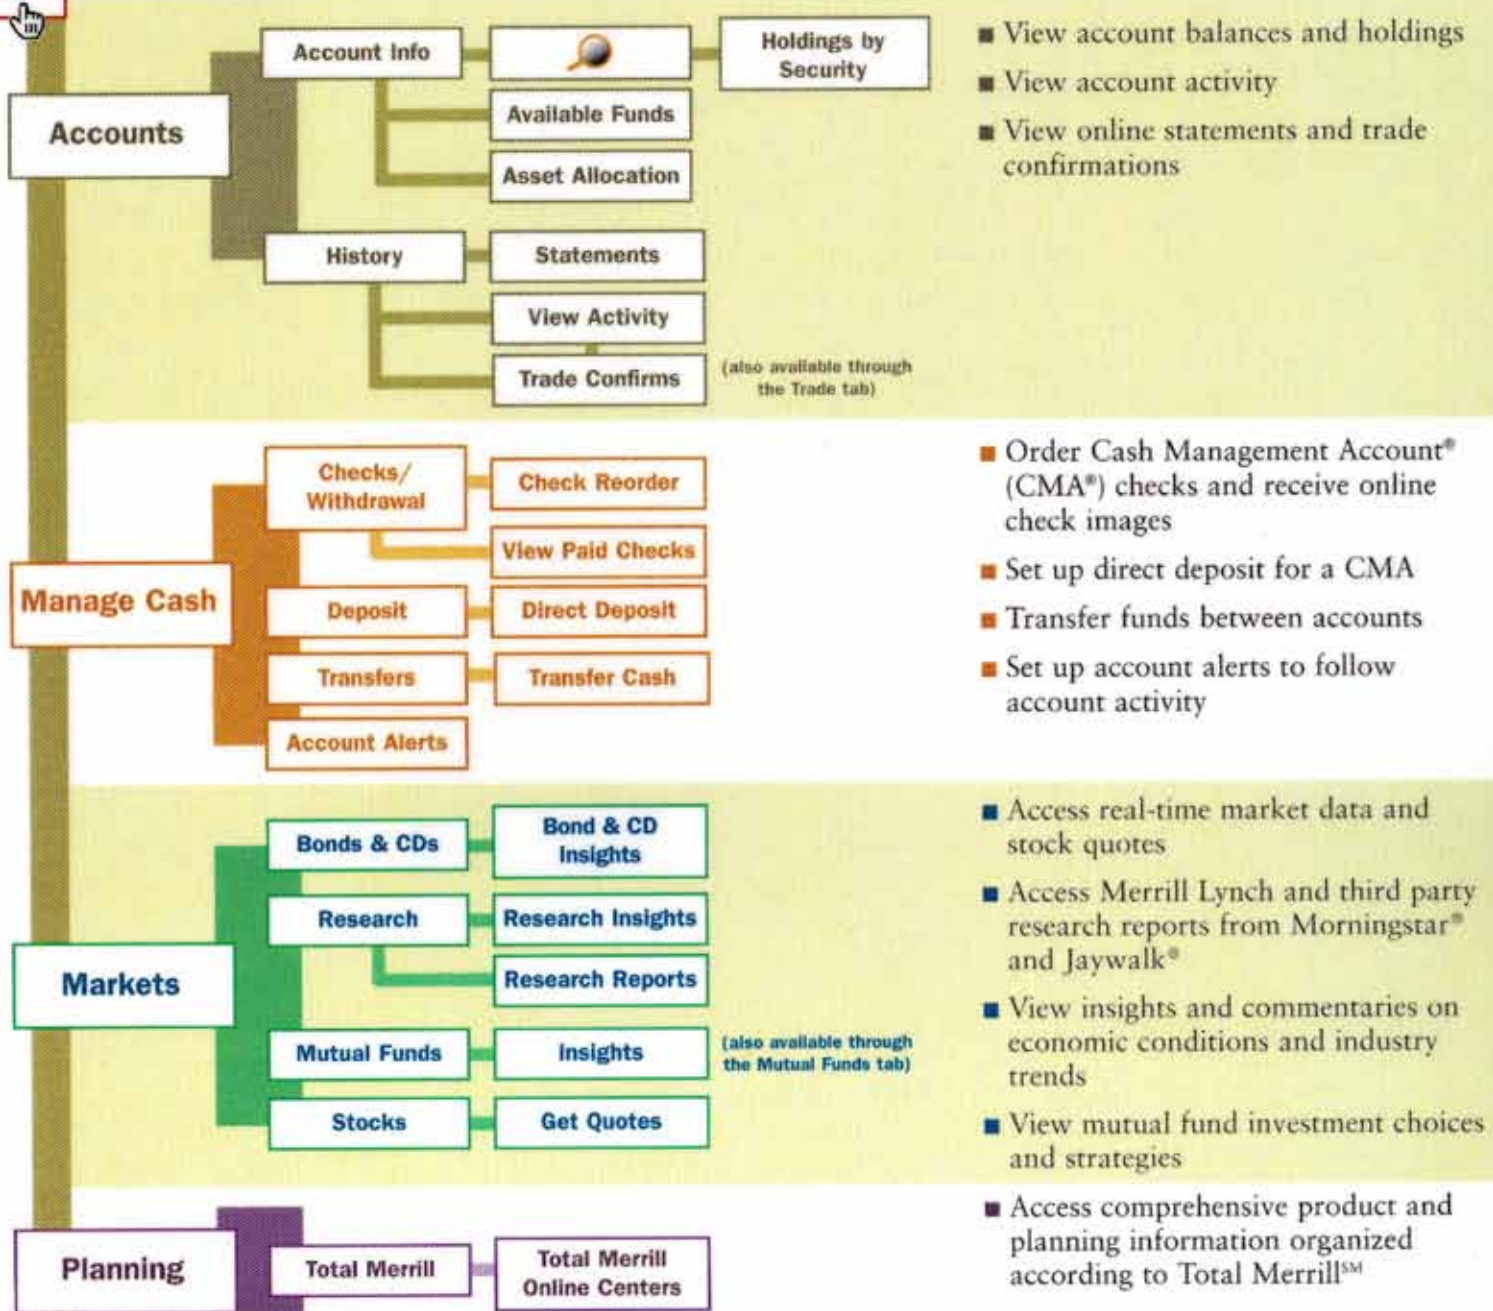 Account Info
Holdings by
Security
Available Funds
Accounts
Asset Allocation
History
Statements
View Activity
Trade Confirms
(also available through
the Trade tab)
■ View account balances and holdings
■ View account activity
■ View online statements and trade
confirmations
Checks/
Withdrawal
Check Reorder
View Paid Checks
Manage Cash
Deposit
Direct Deposit
Transfers
Transfer Cash
Account Alerts
■ Order Cash Management Account®
(CMA®) checks and receive online
check images
■ Set up direct deposit for a CMA
■ Transfer funds between accounts
■ Set up account alerts to follow
account activity
Bonds & CDs
Bond & CD
Insights
Research
Research Insights
Research Reports
Markets
Mutual Funds
Insights
(also available through
the Mutual Funds tab)
Stocks
Get Quotes
■ Access real-time market data and
stock quotes
■ Access Merrill Lynch and third party
research reports from Morningstar®
and Jaywalk®
■ View insights and commentaries on
economic conditions and industry
trends
■ View mutual fund investment choices
and strategies
Planning
Total Merrill
Total Merrill
Online Centers
■ Access comprehensive product and
planning information organized
according to Total Merrill℠